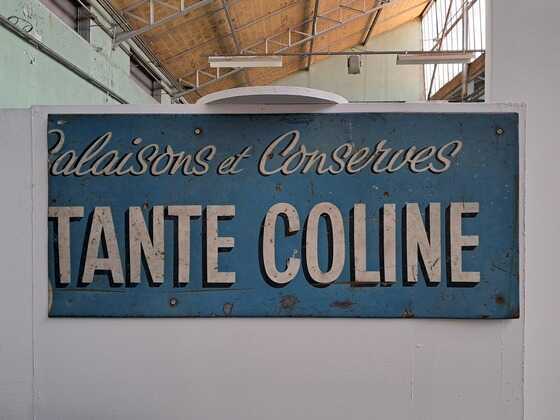 Salaisons et Conserves
TANTE COLINE